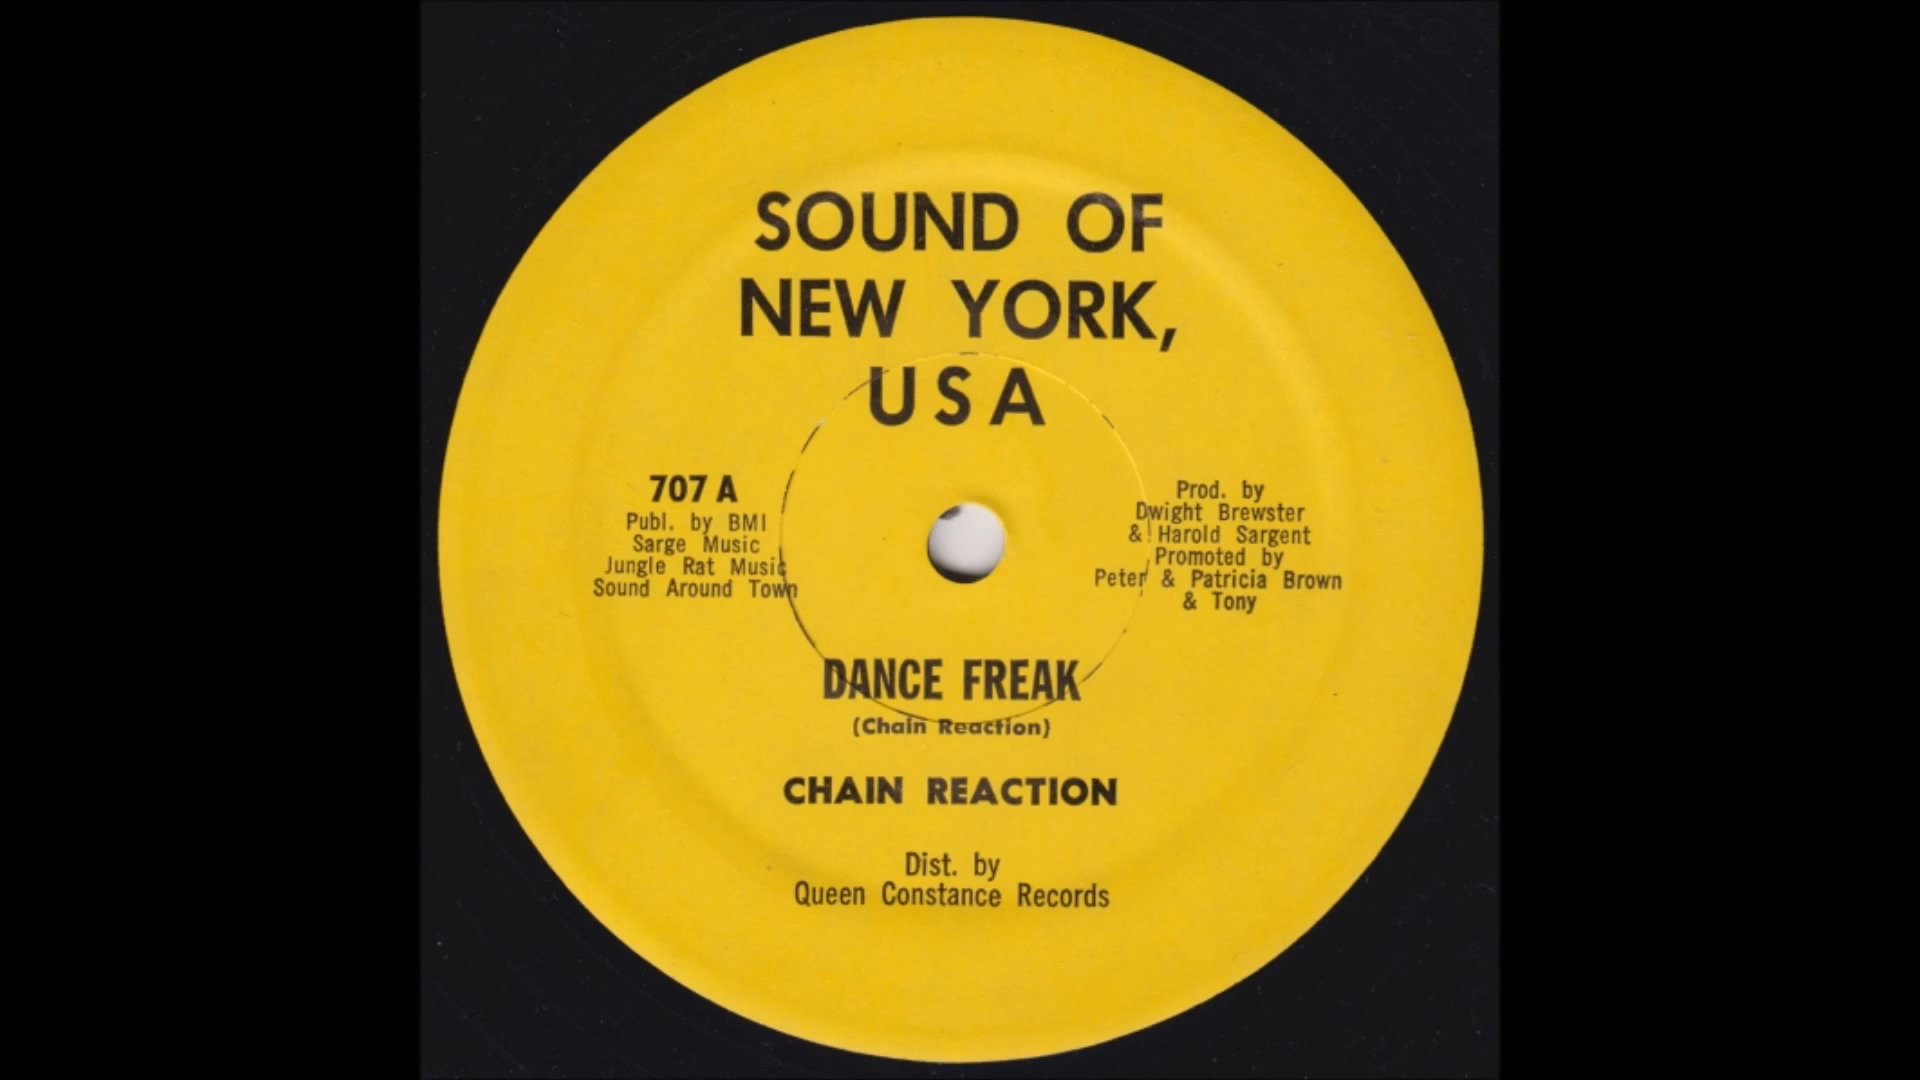 SOUND OF
NEW YORK,
USA
707 A
Publ. by BMI
Sarge Music
Jungle Rat Music
Sound Around Town
Prod. by
Dwight Brewster
& Harold Sargent
Promoted by
Peter & Patricia Brown
& Tony
DANCE FREAK
(Chain Reaction)
CHAIN REACTION
Dist. by
Queen Constance Records